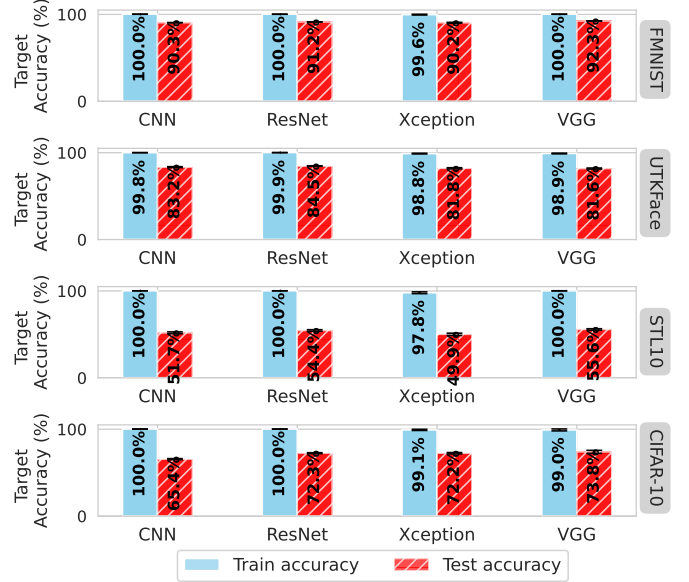 Target
Accuracy (%)
100
0
100.0%
90.3%
100.0%
91.2%
99.6%
90.2%
100.0%
92.3%
CNN
ResNet
Xception
VGG
FMNIST
Target
Accuracy (%)
100
0
99.8%
83.2%
99.9%
84.5%
98.8%
81.8%
98.9%
81.6%
CNN
ResNet
Xception
VGG
UTKFace
Target
Accuracy (%)
100
0
100.0%
51.7%
100.0%
54.4%
97.8%
49.9%
100.0%
55.6%
CNN
ResNet
Xception
VGG
STL10
Target
Accuracy (%)
100
0
100.0%
65.4%
100.0%
72.3%
99.1%
72.2%
99.0%
73.8%
CNN
ResNet
Xception
VGG
CIFAR-10
Train accuracy
Test accuracy